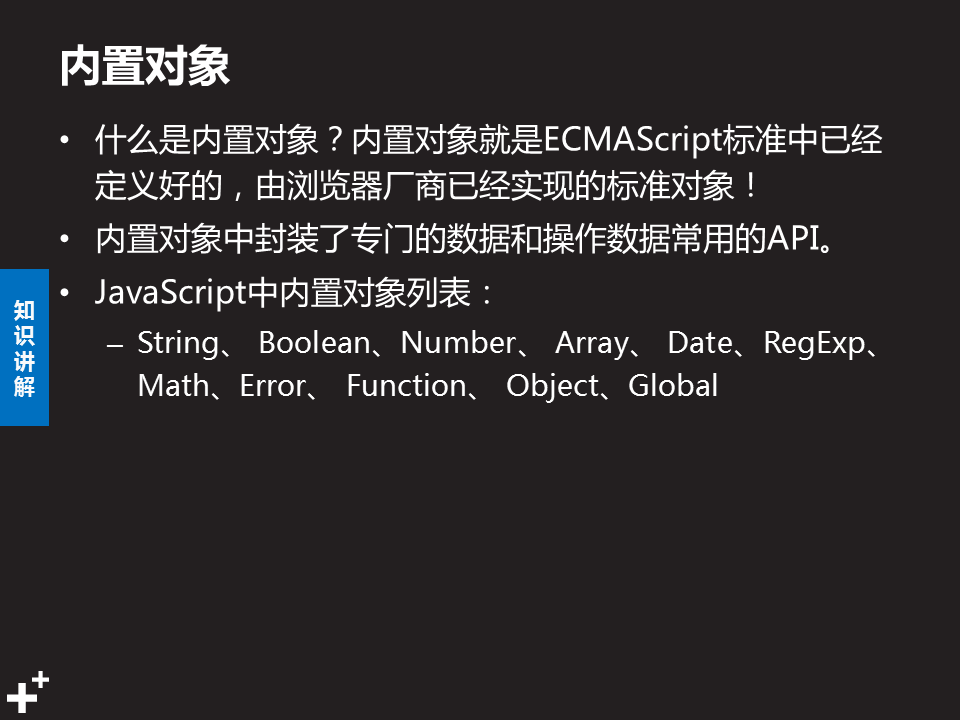 内置对象
• 什么是内置对象？内置对象就是ECMAScript标准中已经
定义好的，由浏览器厂商已经实现的标准对象！
• 内置对象中封装了专门的数据和操作数据常用的API。
• JavaScript中内置对象列表：
– String、 Boolean、Number、 Array、 Date、RegExp、
Math、Error、 Function、 Object、Global
知
识
讲
解